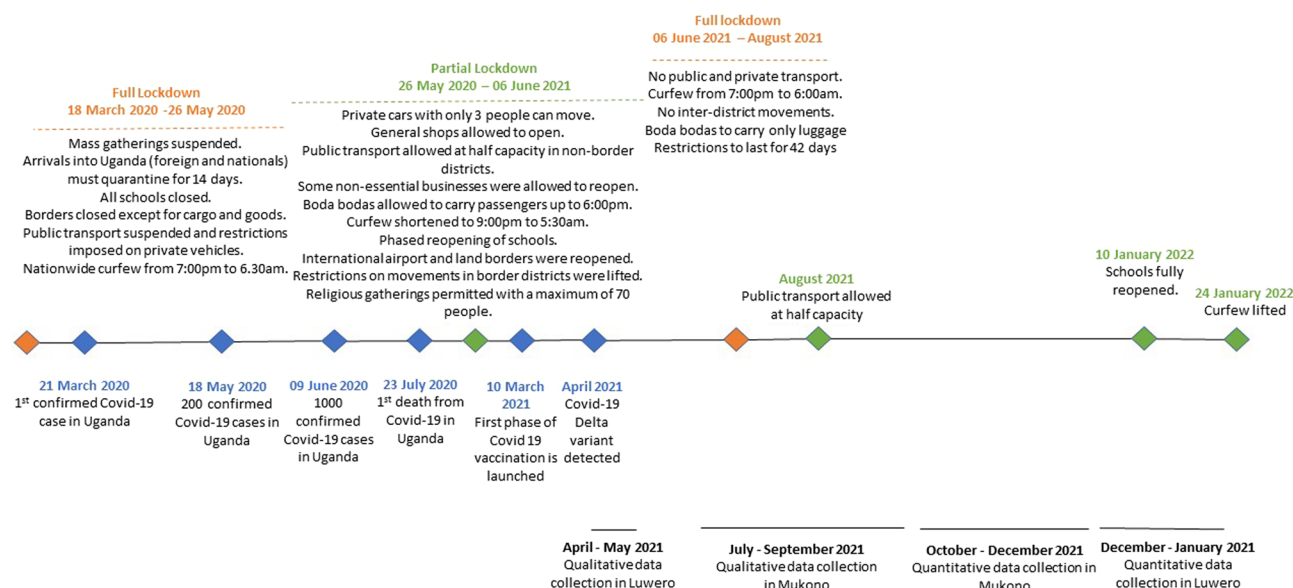 Full Lockdown
18 March 2020 -26 May 2020
Mass gatherings suspended.
Arrivals into Uganda (foreign and nationals)
must quarantine for 14 days.
All schools closed.
Borders closed except for cargo and goods.
Public transport suspended and restrictions
imposed on private vehicles.
Nationwide curfew from 7:00pm to 6.30am.
Partial Lockdown
26 May 2020 – 06 June 2021
Private cars with only 3 people can move.
General shops allowed to open.
Public transport allowed at half capacity in non-border
districts.
Some non-essential businesses were allowed to reopen.
Boda bodas allowed to carry passengers up to 6:00pm.
Curfew shortened to 9:00pm to 5:30am.
Phased reopening of schools.
International airport and land borders were reopened.
Restrictions on movements in border districts were lifted.
Religious gatherings permitted with a maximum of 70
people.
Full lockdown
06 June 2021 – August 2021
No public and private transport.
Curfew from 7:00pm to 6:00am.
No inter-district movements.
Boda bodas to carry only luggage
Restrictions to last for 42 days
August 2021
Public transport allowed
at half capacity
10 January 2022
Schools fully
reopened.
24 January 2022
Curfew lifted
21 March 2020
1st confirmed Covid-19
case in Uganda
18 May 2020
200 confirmed
Covid-19 cases in
Uganda
09 June 2020
1000
confirmed
Covid-19 cases
in Uganda
23 July 2020
1st death from
Covid-19 in
Uganda
10 March
2021
First phase of
Covid 19
vaccination is
launched
April 2021
Covid-19
Delta
variant
detected
April - May 2021
Qualitative data
collection in Luwero
July - September 2021
Qualitative data collection
in Mukono
October - December 2021
Quantitative data collection in
Mukono
December - January 2021
Quantitative data
collection in Luwero